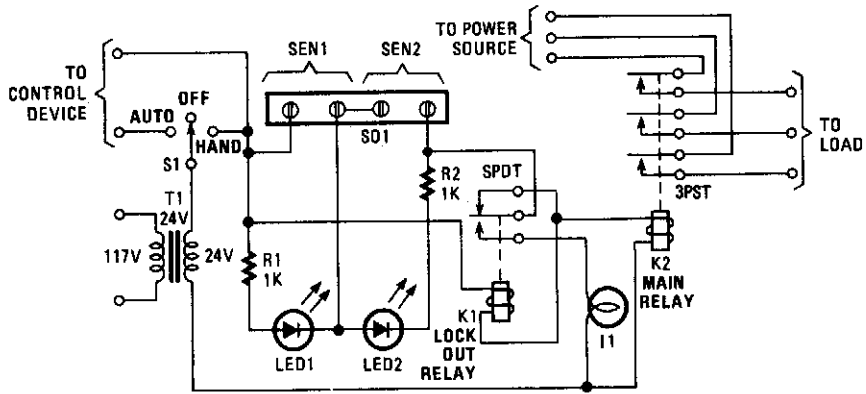 TO
CONTROL
DEVICE
AUTO
OFF
HAND
S1
T1
24V
117V
24V
SEN1
SEN2
SO1
R1
1K
R2
1K
LED1
LED2
SPDT
K1
LOCK
OUT
RELAY
TO POWER
SOURCE
3PST
K2
MAIN
RELAY
I1
TO
LOAD